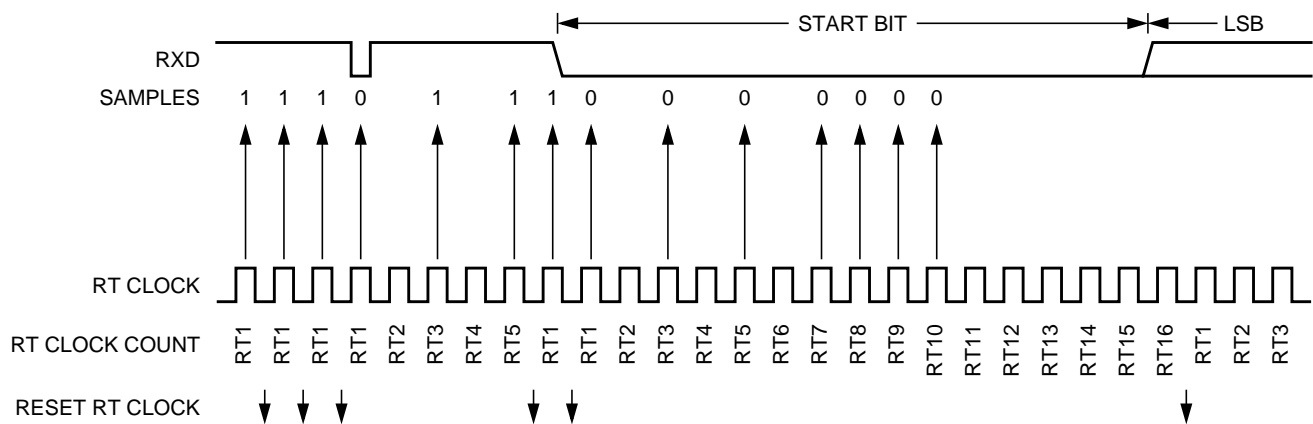 START BIT
LSB
RXD
SAMPLES 1 1 1 0 1 1 1 0 0 0 0 0 0 0
RT CLOCK
RT CLOCK COUNT RT1 RT1 RT1 RT1 RT2 RT3 RT4 RT5 RT1 RT1 RT2 RT3 RT4 RT5 RT6 RT7 RT8 RT9 RT10 RT11 RT12 RT13 RT14 RT15 RT16 RT1 RT2 RT3
RESET RT CLOCK